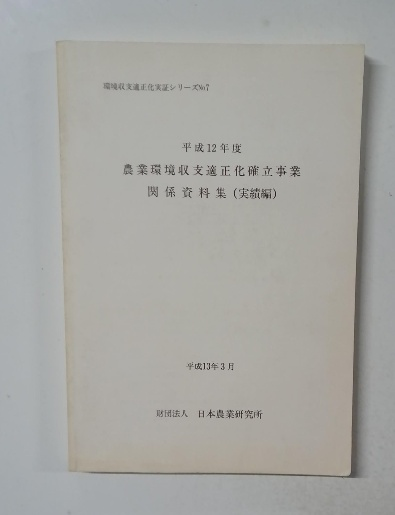 環境収支適正化実証シリーズNo7
平成12年度
農業環境収支適正化確立事業
関係資料集（実績編）
平成13年3月
財団法人 日本農業研究所